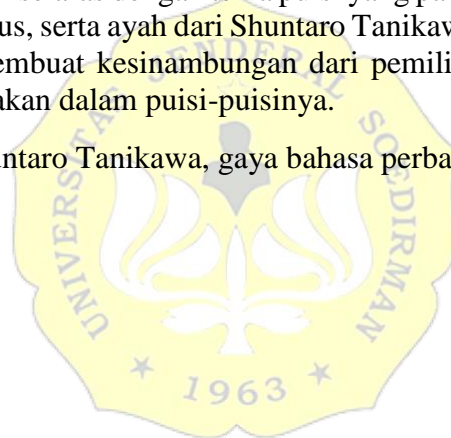 us, serta ayah dari Shuntaro Tanikaw
embuat kesinambungan dari pemili
akan dalam puisi-puisinya.
untaro Tanikawa, gaya bahasa perba
UNIVERSITAS JENDERAL SOEDIRMAN
1963